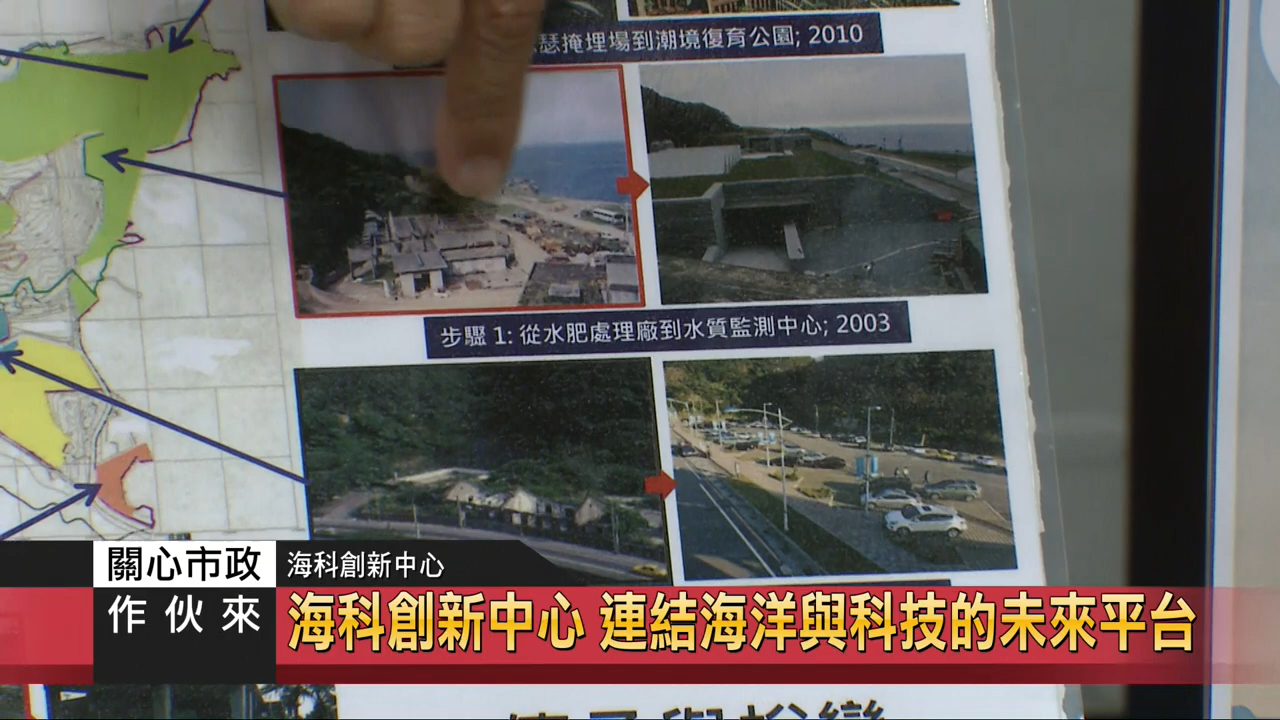 瑟掩埋場到潮境復育公園; 2010
步驟 1: 從水肥處理廠到水質監測中心; 2003
關心市政
海科創新中心
作伙來
海科創新中心 連結海洋與科技的未來平台